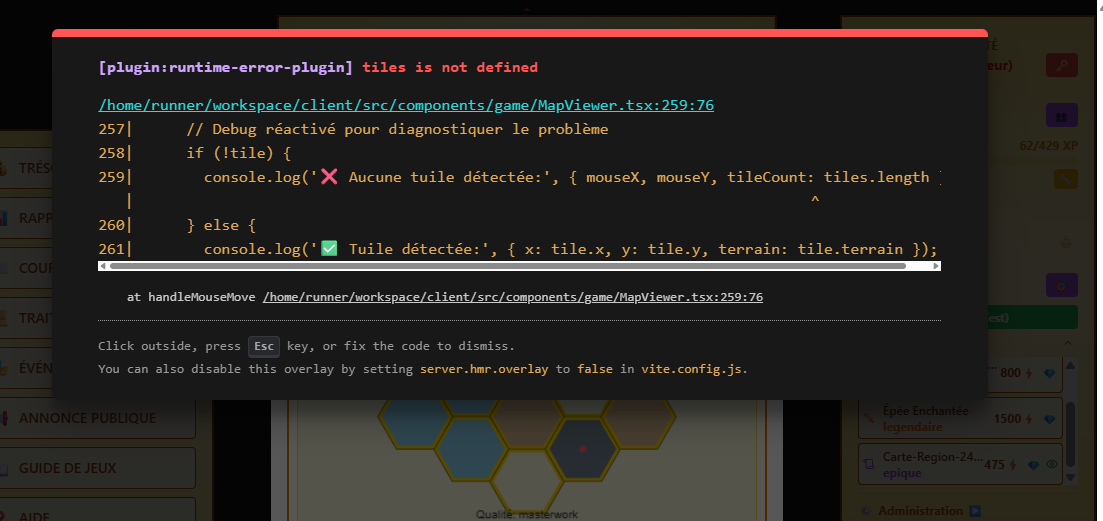 [plugin:runtime-error-plugin] tiles is not defined
/home/runner/workspace/client/src/components/game/MapViewer.tsx:259:76
257| // Debug réactivé pour diagnostiquer le problème
258| if (!tile) {
259| console.log('❌ Aucune tuile détectée:', { mouseX, mouseY, tileCount: tiles.length }
| ^
260| } else {
261| console.log('✅ Tuile détectée:', { x: tile.x, y: tile.y, terrain: tile.terrain });
at handleMouseMove /home/runner/workspace/client/src/components/game/MapViewer.tsx:259:76
Click outside, press Esc key, or fix the code to dismiss.
You can also disable this overlay by setting server.hmr.overlay to false in vite.config.js.
TRÉS
RAPP
COU
TRAIT
ÉVÉN
ANNONCE PUBLIQUE
GUIDE DE JEUX
AIDE
Qualité: masterwork
TÉ
eur)
62/429 XP
est)
... 800
Épée Enchantée 1500
legendaire
Carte-Region-24... 475
epique
Administration